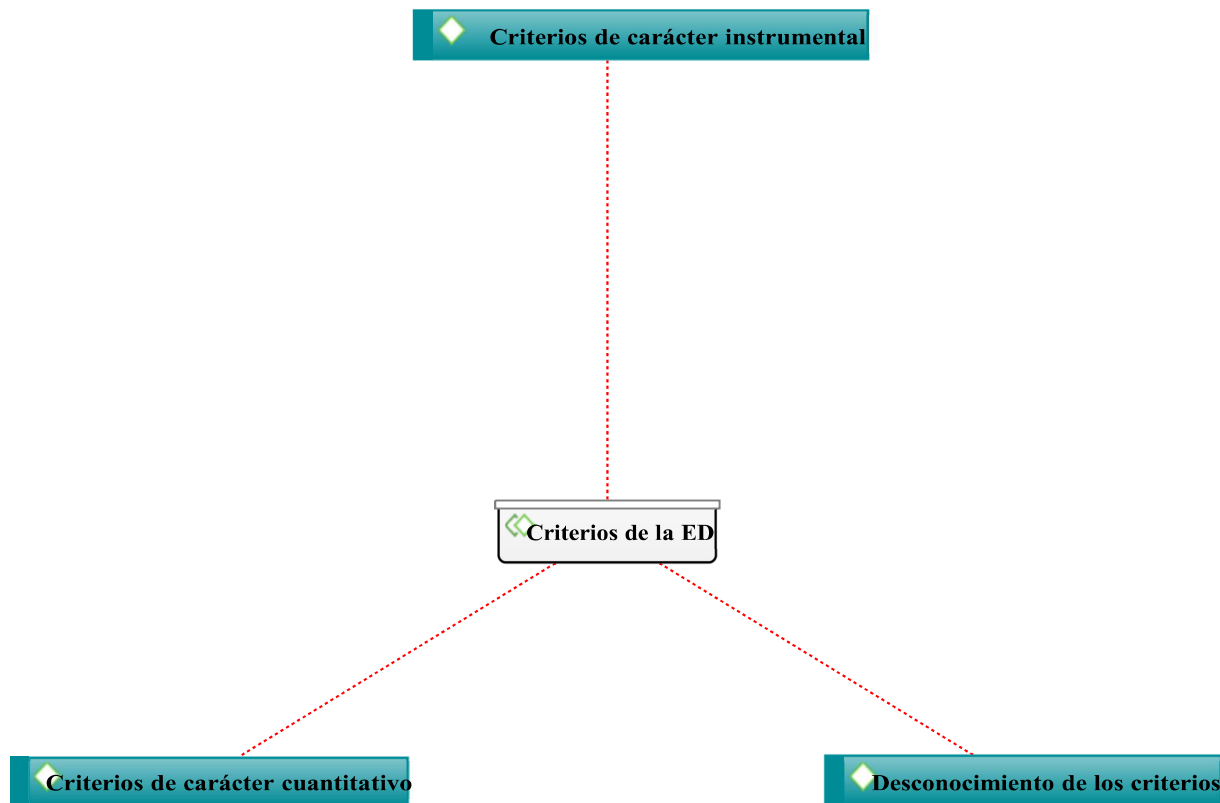 Criterios de carácter instrumental
Criterios de la ED
Criterios de carácter cuantitativo
Desconocimiento de los criterios